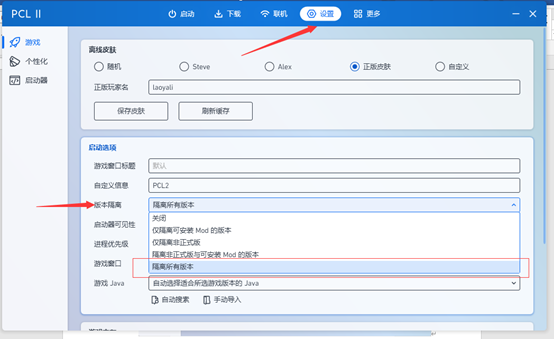 PCL II
启动
下载
联机
设置
更多
游戏
个性化
启动器
离线皮肤
随机
Steve
Alex
正版皮肤
自定义
正版玩家名
laoyali
保存皮肤
刷新缓存
启动选项
游戏窗口标题
默认
自定义信息
PCL2
版本隔离
隔离所有版本
关闭
启动器可见性
仅隔离可安装 Mod 的版本
进程优先级
仅隔离非正式版
隔离非正式版与可安装 Mod 的版本
游戏窗口
隔离所有版本
游戏 Java
自动选择适合所选游戏版本的 Java
自动搜索
手动导入